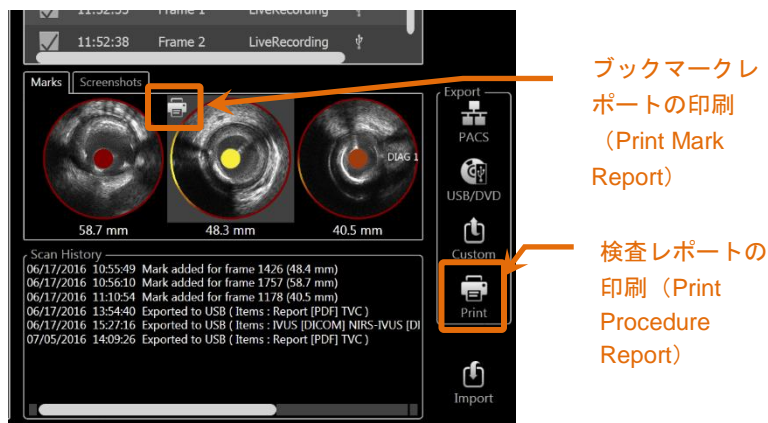 11:52:35 Frame 1 LiveRecording
11:52:38 Frame 2 LiveRecording
Marks Screenshots
DIAG 1
58.7 mm 48.3 mm 40.5 mm
Scan History
06/17/2016 10:55:49 Mark added for frame 1426 (48.4 mm)
06/17/2016 10:56:10 Mark added for frame 1757 (58.7 mm)
06/17/2016 11:10:54 Mark added for frame 1178 (40.5 mm)
06/17/2016 13:54:40 Exported to USB ( Items : Report [PDF] TVC )
06/17/2016 15:27:16 Exported to USB ( Items : IVUS [DICOM] NIRS-IVUS [DI
07/05/2016 14:09:26 Exported to USB ( Items : Report [PDF] TVC )
Export
PACS
USB/DVD
Custom
Print
Import
ブックマークレ
ポートの印刷
（Print Mark
Report）
検査レポートの
印刷（Print
Procedure
Report）